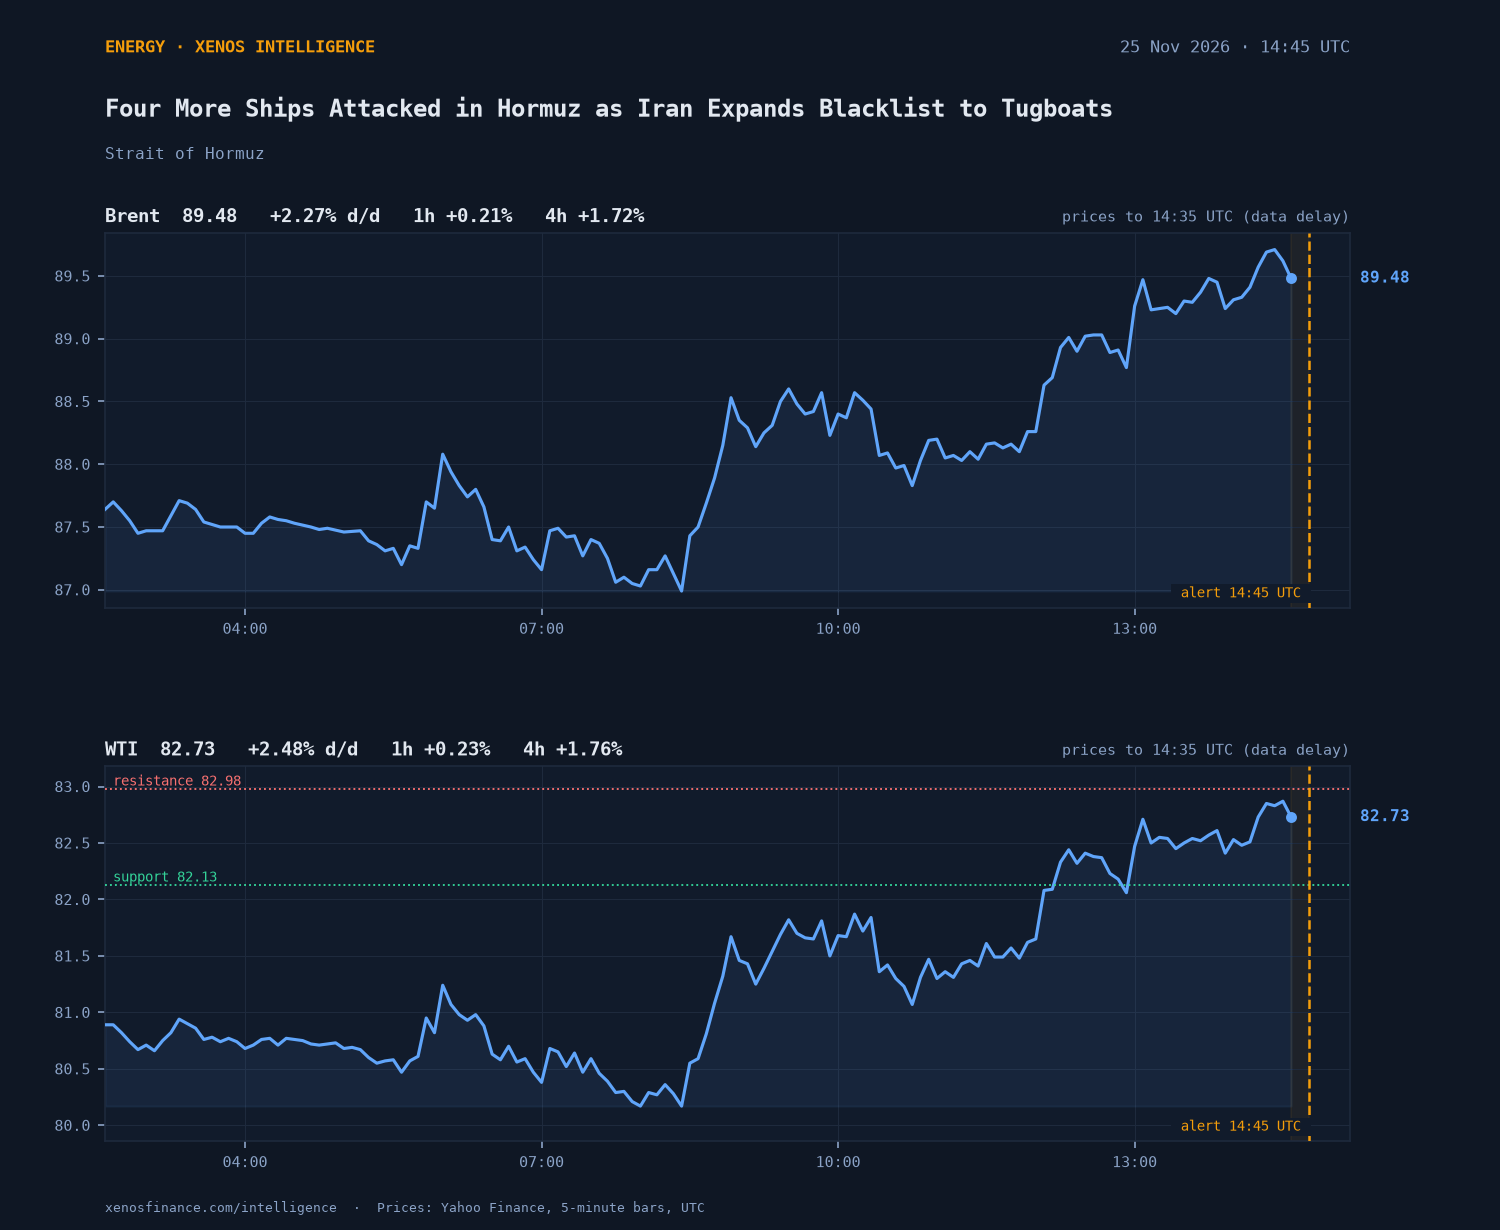 ENERGY · XENOS INTELLIGENCE
25 Nov 2026 · 14:45 UTC
Four More Ships Attacked in Hormuz as Iran Expands Blacklist to Tugboats
Strait of Hormuz
Brent  89.48   +2.27% d/d   1h +0.21%   4h +1.72%
prices to 14:35 UTC (data delay)
89.5
89.0
88.5
88.0
87.5
87.0
89.48
alert 14:45 UTC
04:00
07:00
10:00
13:00
WTI  82.73   +2.48% d/d   1h +0.23%   4h +1.76%
prices to 14:35 UTC (data delay)
resistance 82.98
support 82.13
83.0
82.5
82.0
81.5
81.0
80.5
80.0
82.73
alert 14:45 UTC
04:00
07:00
10:00
13:00
xenosfinance.com/intelligence  ·  Prices: Yahoo Finance, 5-minute bars, UTC